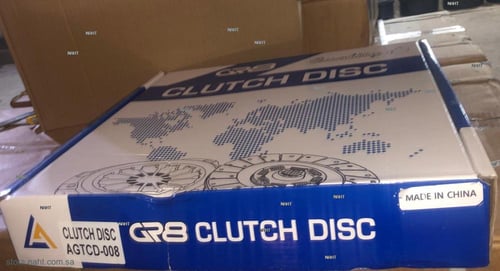 GR8
CLUTCH DISC
GR8 CLUTCH DISC
MADE IN CHINA
CLUTCH DISC
AGTCD-008
store.naht.com.sa